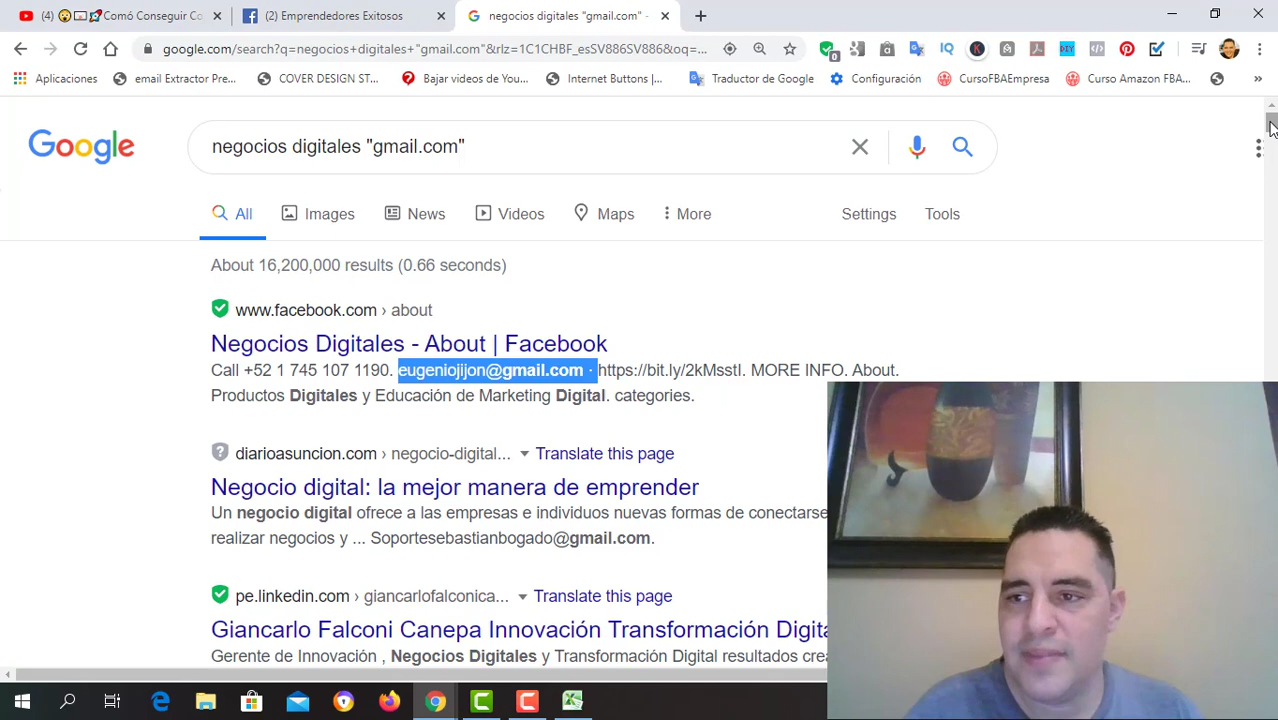 (4) 😮💌🚀Comó Conseguir Co
(2) Emprendedores Exitosos
negocios digitales "gmail.com" -
google.com/search?q=negocios+digitales+"gmail.com"&rlz=1C1CHBF_esSV886SV886&oq=...
Aplicaciones
email Extractor Pre...
COVER DESIGN ST...
Bajar videos de You...
Internet Buttons |...
Traductor de Google
Configuración
CursoFBAEmpresa
Curso Amazon FBA...
Google
negocios digitales "gmail.com"
All Images News Videos Maps More Settings Tools
About 16,200,000 results (0.66 seconds)
www.facebook.com › about
Negocios Digitales - About | Facebook
Call +52 1 745 107 1190. eugeniojijon@gmail.com · https://bit.ly/2kMsstI. MORE INFO. About.
Productos Digitales y Educación de Marketing Digital. categories.
diarioasuncion.com › negocio-digital... Translate this page
Negocio digital: la mejor manera de emprender
Un negocio digital ofrece a las empresas e individuos nuevas formas de conectarse
realizar negocios y ... Soportesebastianbogado@gmail.com.
pe.linkedin.com › giancarlofalconica... Translate this page
Giancarlo Falconi Canepa Innovación Transformación Digita
Gerente de Innovación , Negocios Digitales y Transformación Digital resultados crea